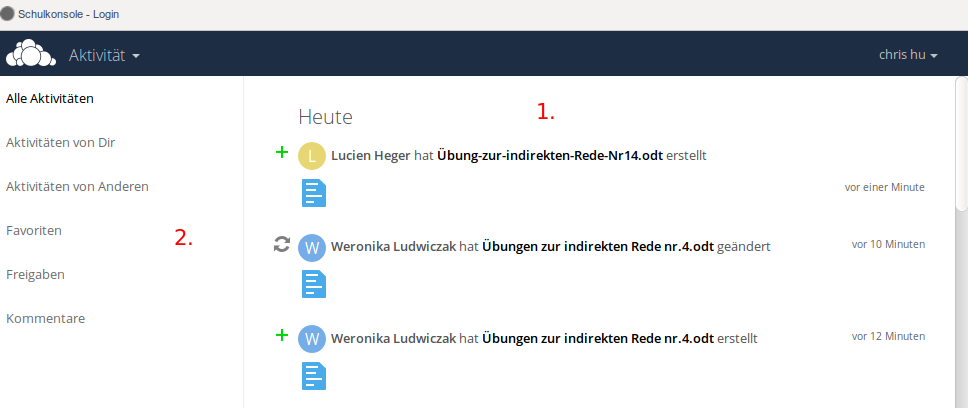 Schulkonsole - Login
Aktivität
chris hu
Alle Aktivitäten
Aktivitäten von Dir
Aktivitäten von Anderen
Favoriten
2.
Freigaben
Kommentare
Heute
1.
L
Lucien Heger hat Übung-zur-indirekten-Rede-Nr14.odt erstellt
vor einer Minute
W
Weronika Ludwiczak hat Übungen zur indirekten Rede nr.4.odt geändert
vor 10 Minuten
W
Weronika Ludwiczak hat Übungen zur indirekten Rede nr.4.odt erstellt
vor 12 Minuten